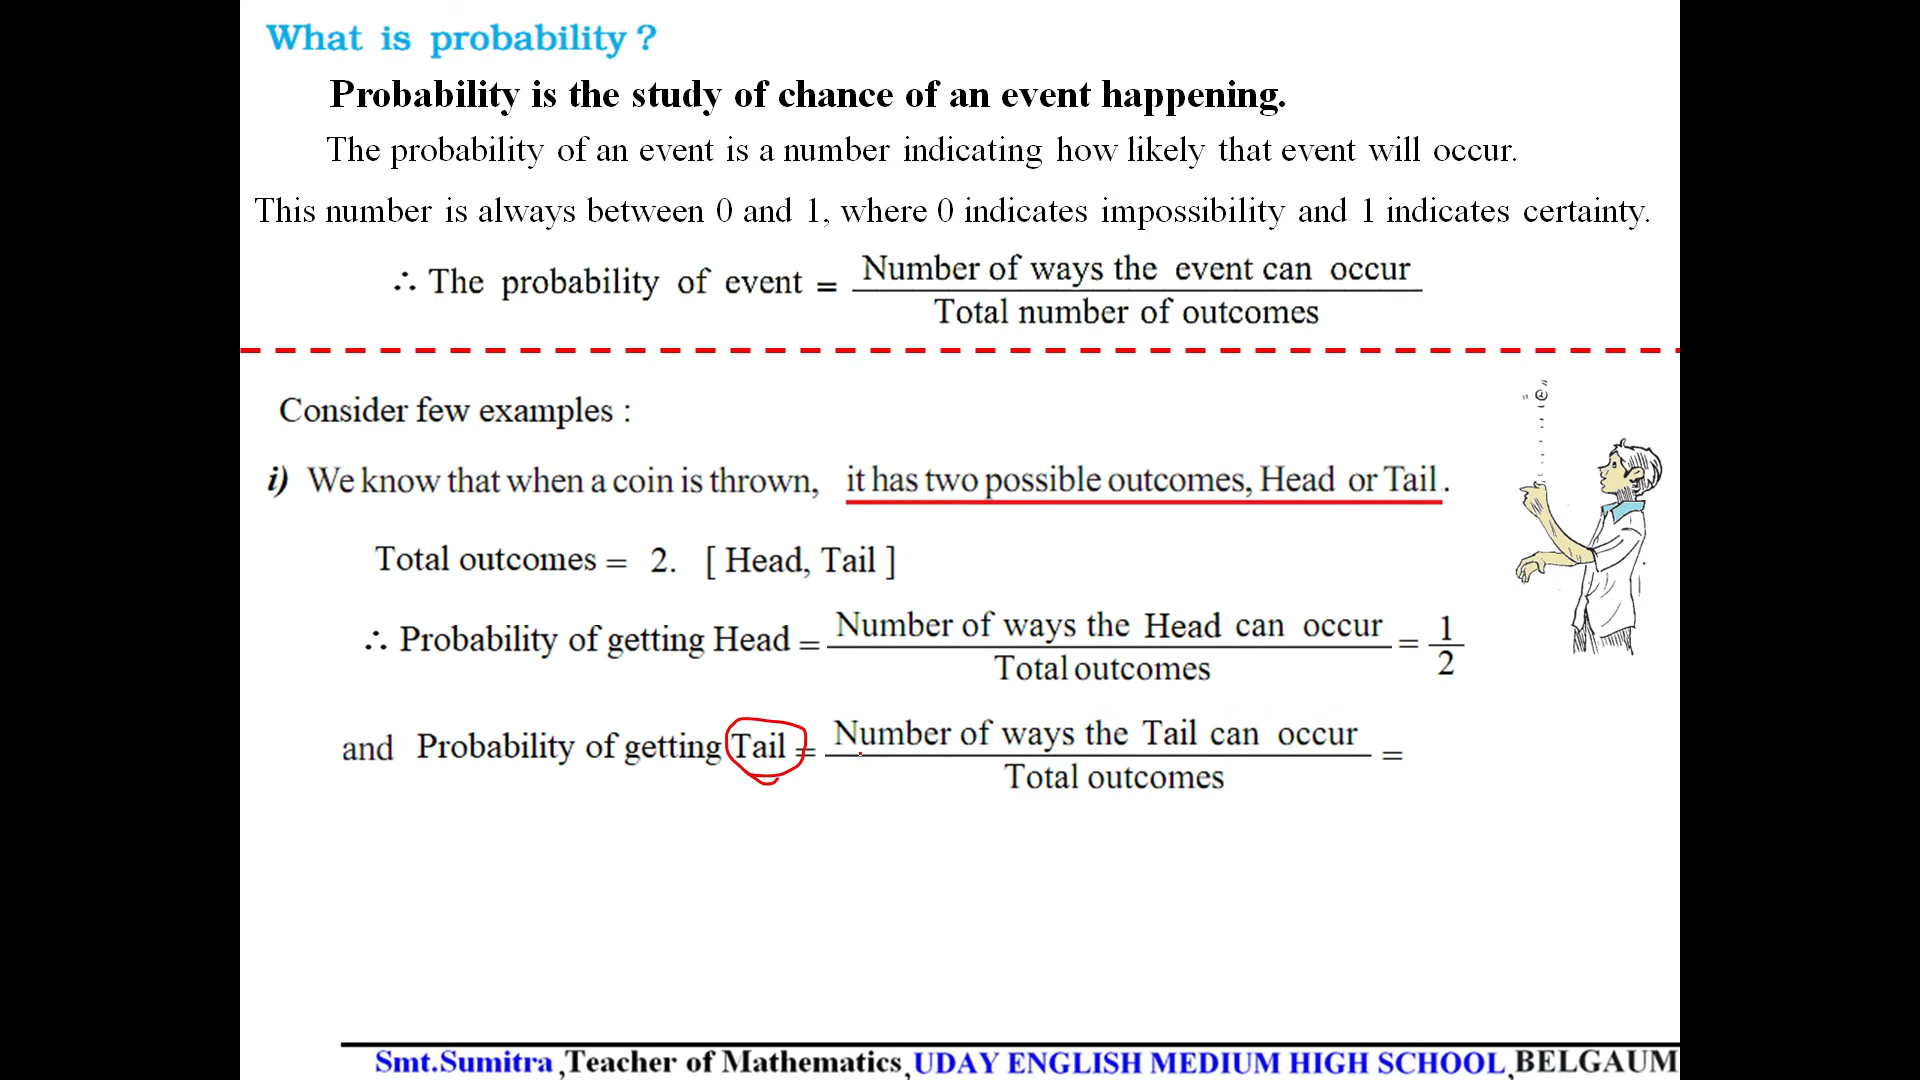 What is probability ?
Probability is the study of chance of an event happening.
The probability of an event is a number indicating how likely that event will occur.
This number is always between 0 and 1, where 0 indicates impossibility and 1 indicates certainty.
∴ The probability of event = Number of ways the event can occur / Total number of outcomes
Consider few examples :
i) We know that when a coin is thrown, it has two possible outcomes, Head or Tail.
Total outcomes = 2. [ Head, Tail ]
∴ Probability of getting Head = Number of ways the Head can occur / Total outcomes = 1/2
and Probability of getting Tail = Number of ways the Tail can occur / Total outcomes =
Smt.Sumitra ,Teacher of Mathematics, UDAY ENGLISH MEDIUM HIGH SCHOOL, BELGAUM